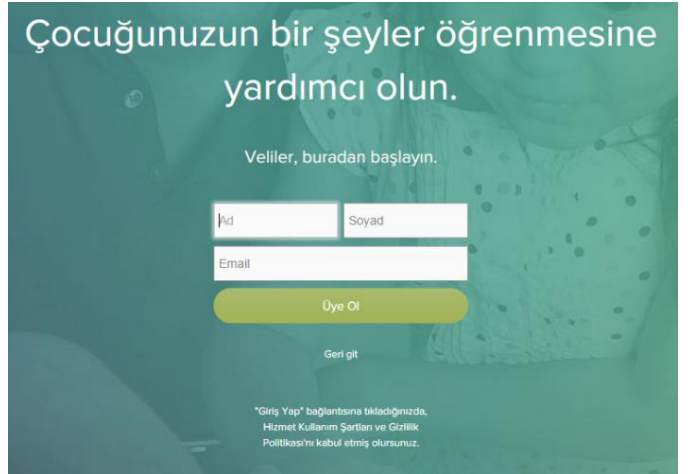 Çocuğunuzun bir şeyler öğrenmesine
yardımcı olun.
Veliler, buradan başlayın.
Ad
Soyad
Email
Üye Ol
Geri git
"Giriş Yap" bağlantısına tıkladığınızda,
Hizmet Kullanım Şartları ve Gizlilik
Politikası'nı kabul etmiş olursunuz.